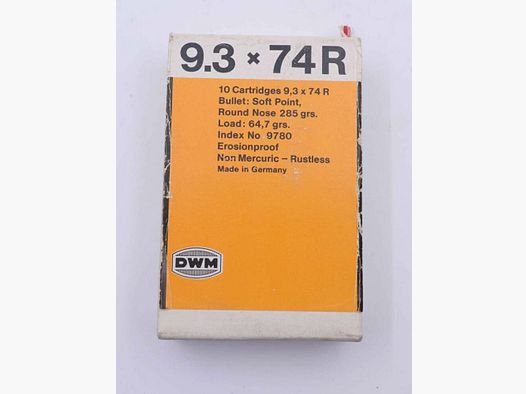 9.3 × 74 R
10 Cartridges 9,3 x 74 R
Bullet: Soft Point,
Round Nose 285 grs.
Load: 64,7 grs.
Index No 9780
Erosionproof
Non Mercuric – Rustless
Made in Germany
DWM